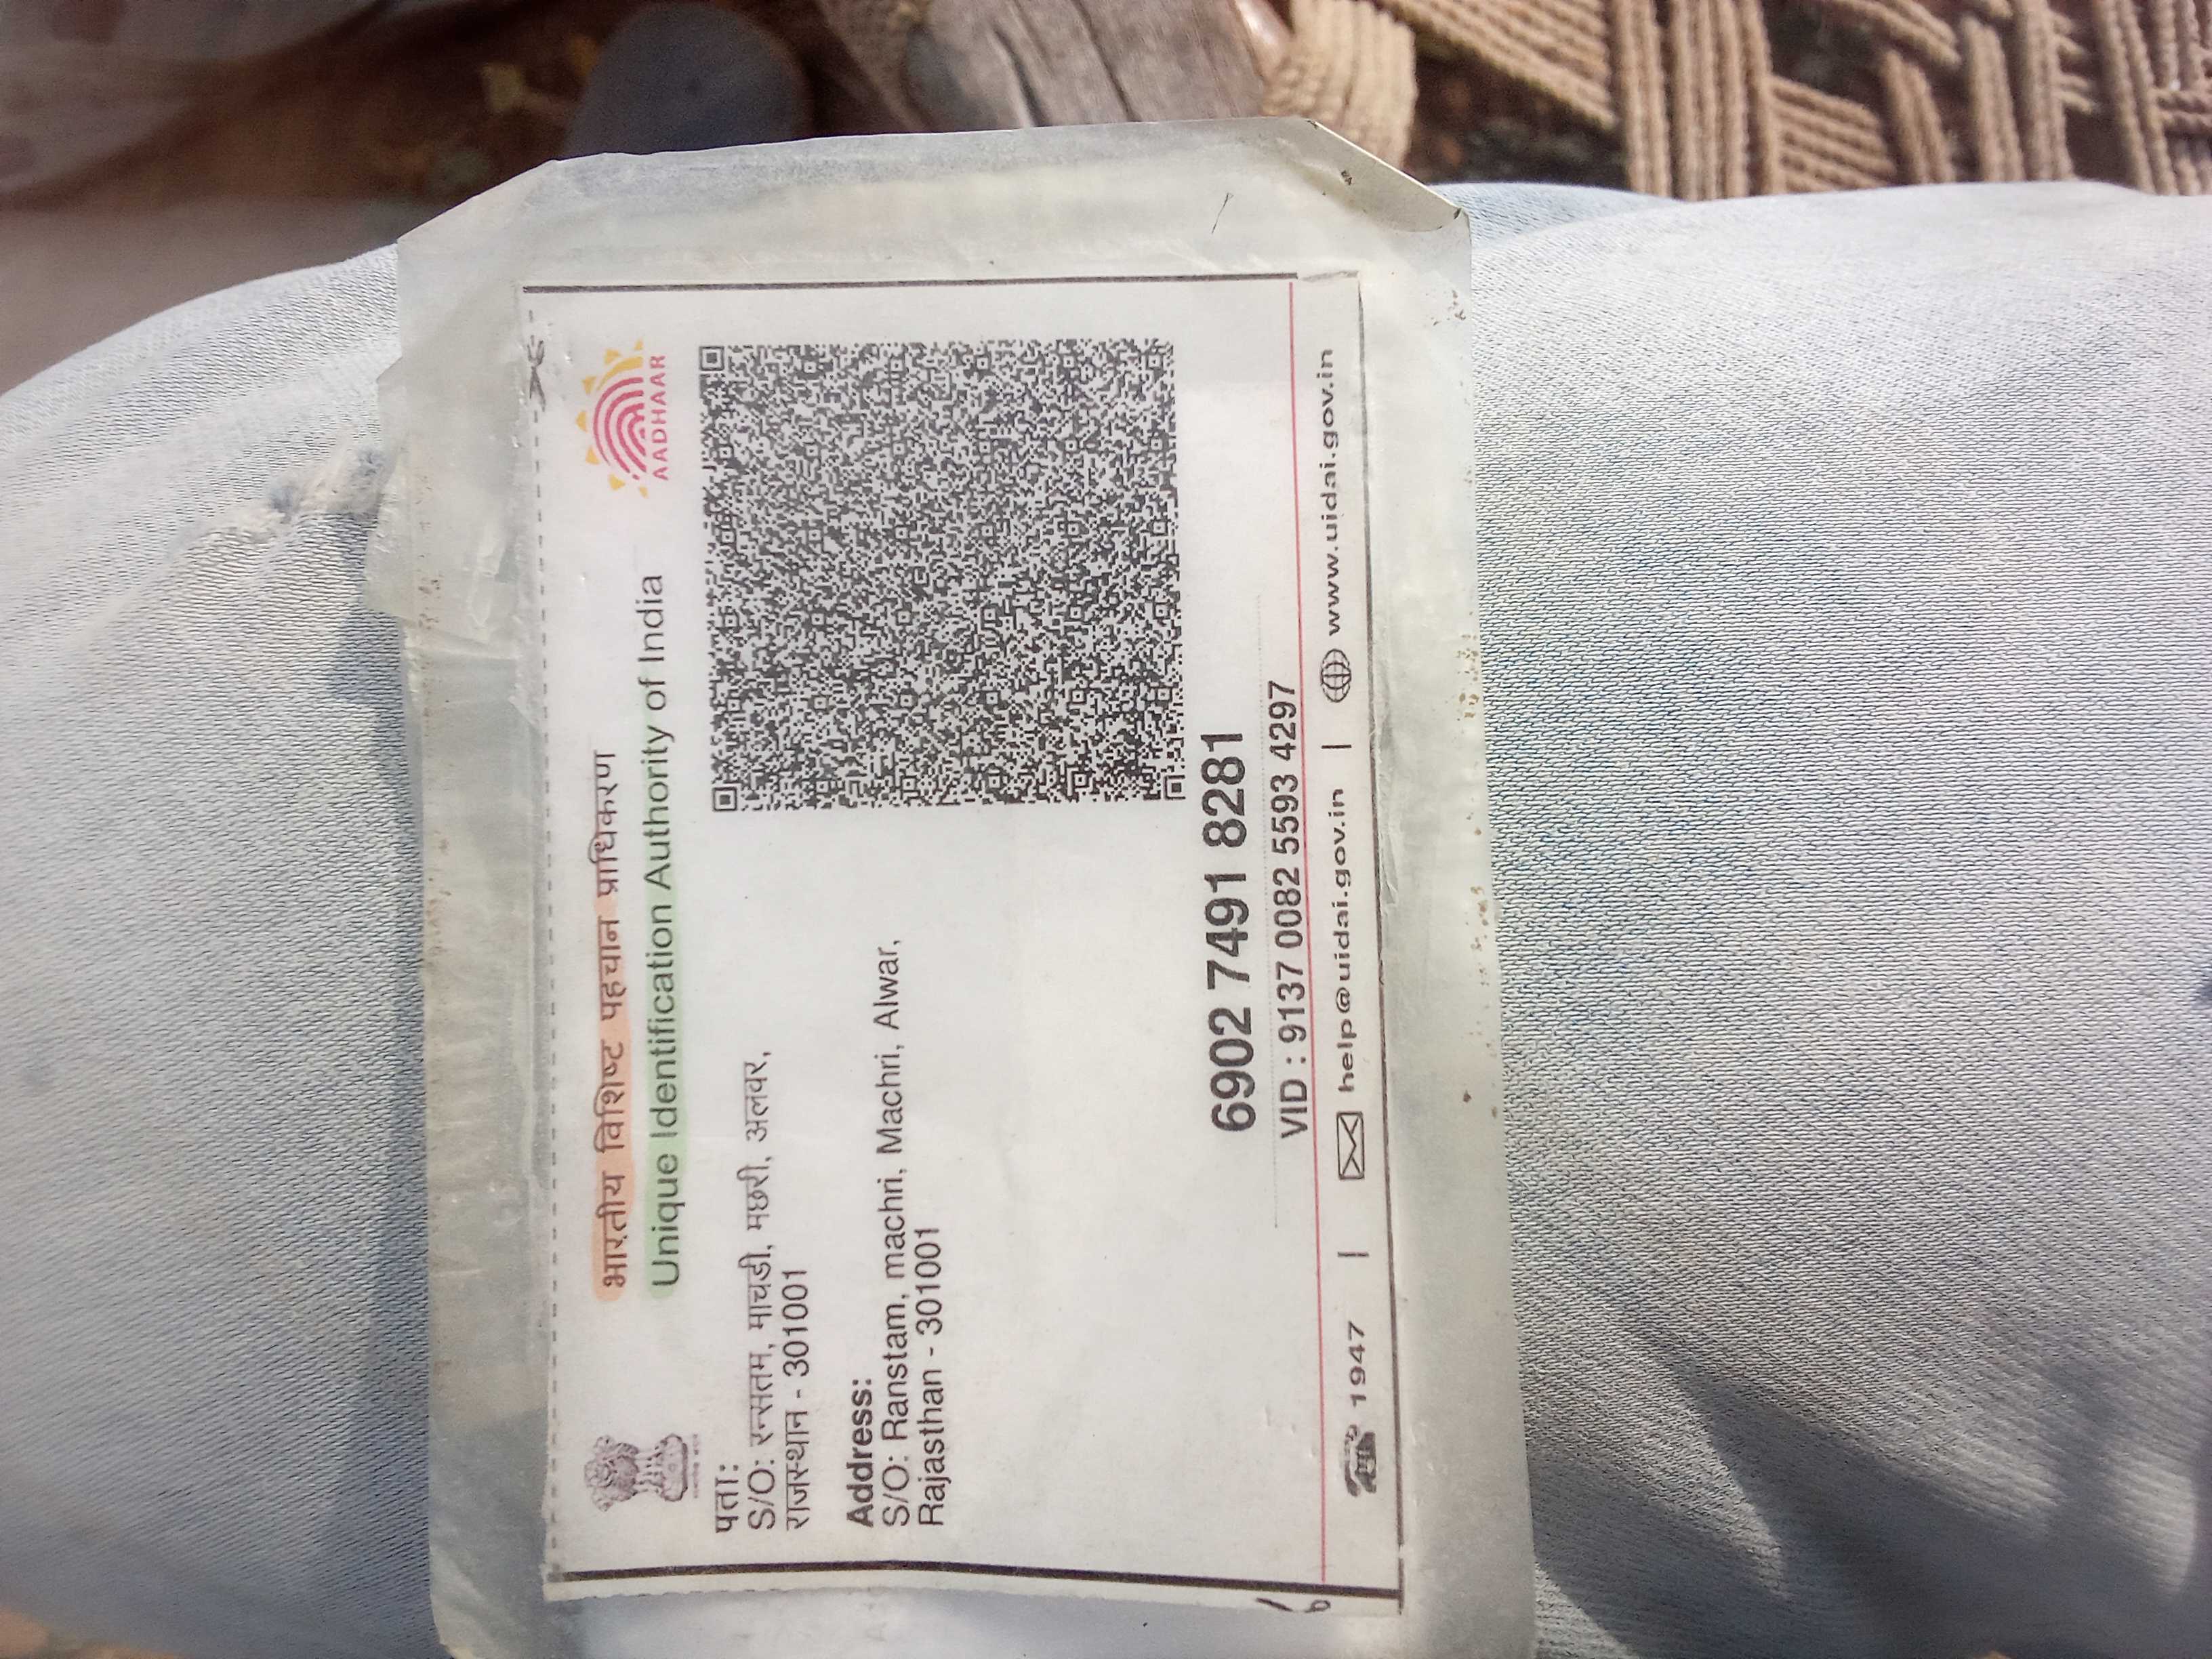 भारतीय विशिष्ट पहचान प्राधिकरण
Unique Identification Authority of India
AADHAAR
पता:
S/O: रन्सतम, माचडी, मछरी, अलवर,
राजस्थान - 301001
Address:
S/O: Ranstam, machri, Machri, Alwar,
Rajasthan - 301001
6902 7491 8281
VID : 9137 0082 5593 4297
1947 | help@uidai.gov.in | www.uidai.gov.in